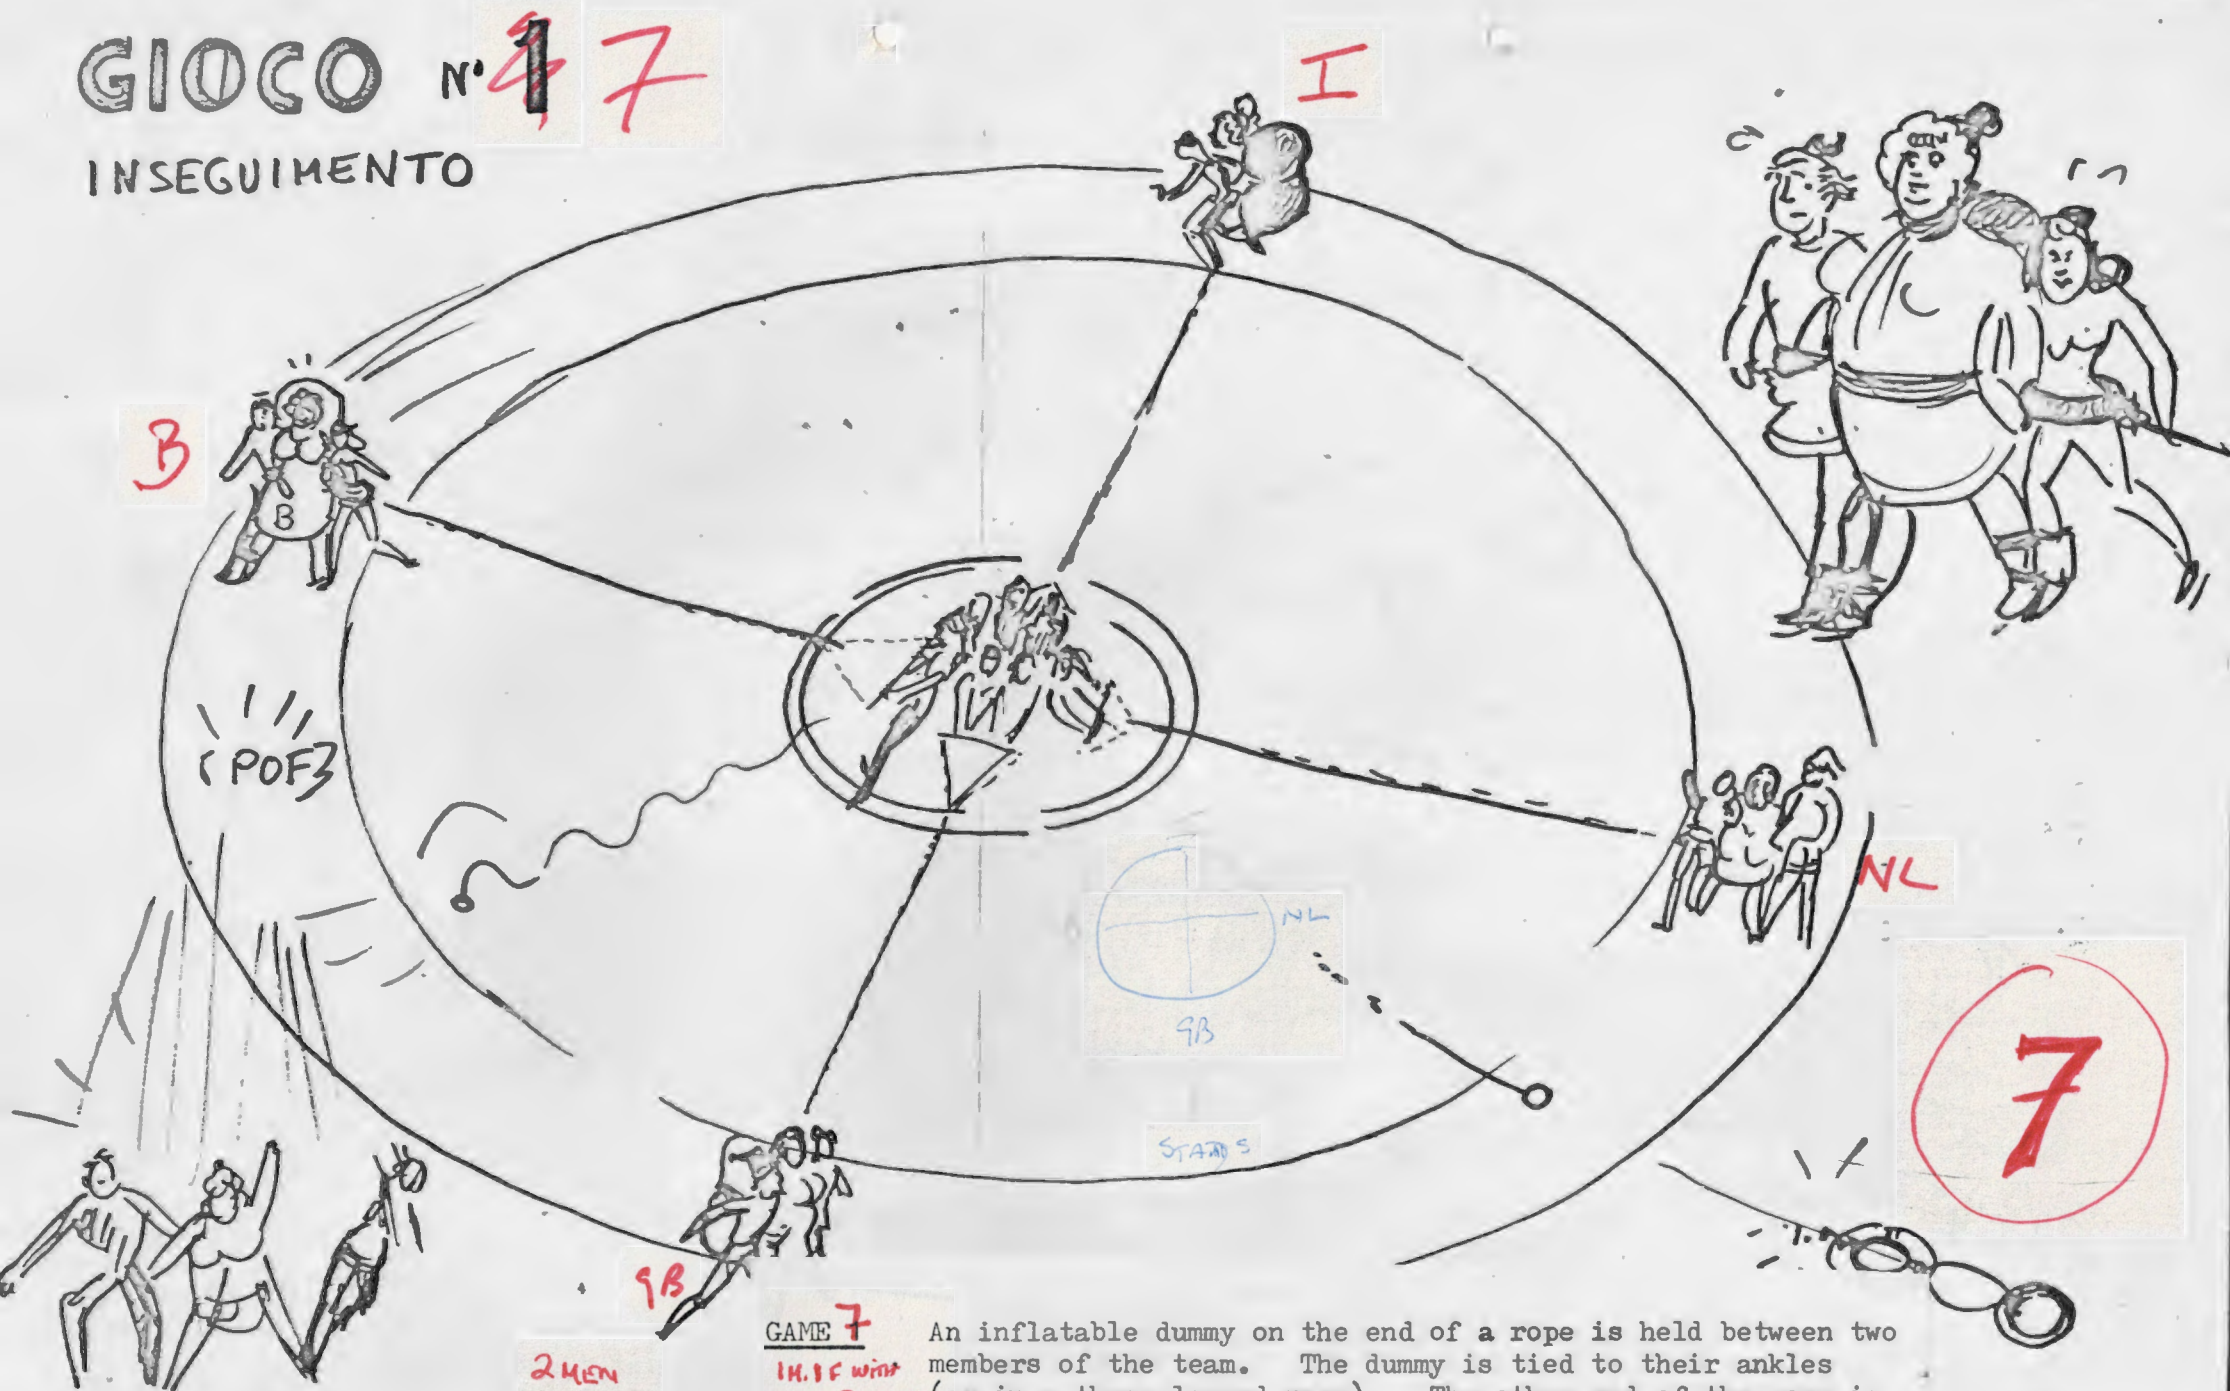 GIOCO N° 7
I
INSEGUIMENTO
B
B
POF
NL
NL
GB
7
STANDS
GB
GAME 7 An inflatable dummy on the end of a rope is held between two
2 MEN 1M.1F WITH members of the team. The dummy is tied to their ankles